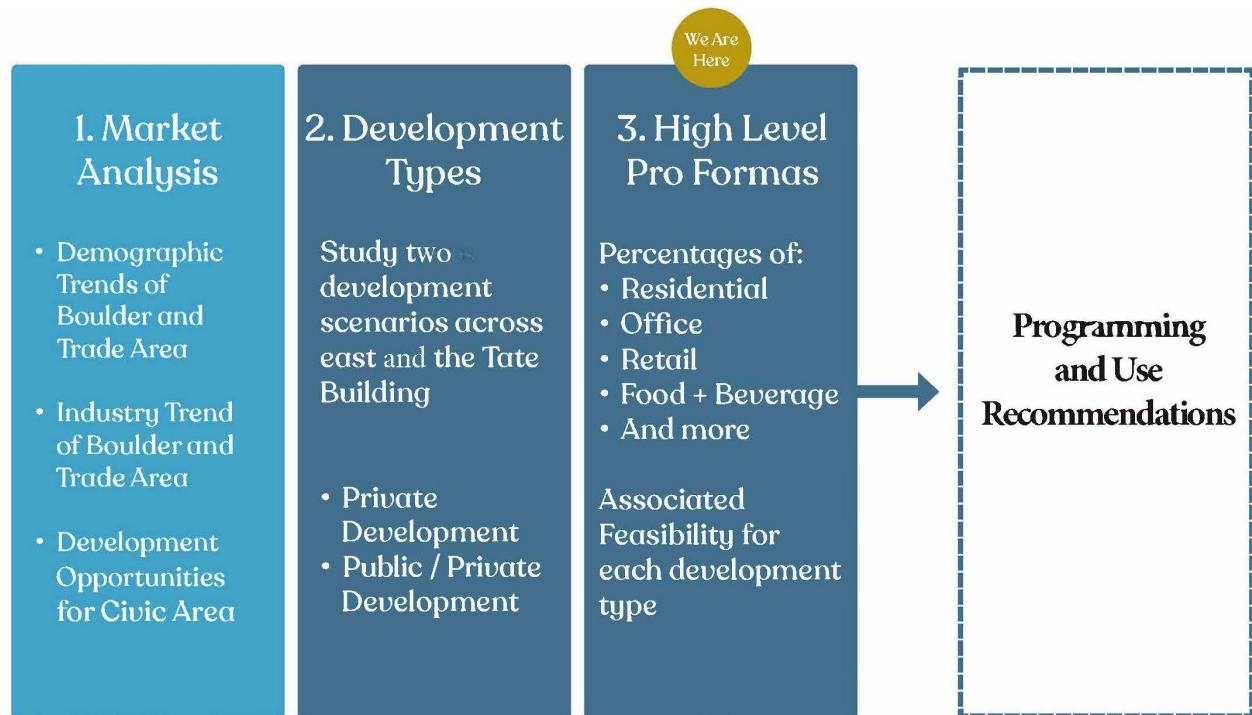 We Are
Here
1. Market
Analysis
• Demographic
Trends of
Boulder and
Trade Area
• Industry Trend
of Boulder and
Trade Area
• Development
Opportunities
for Civic Area
2. Development
Types
Study two
development
scenarios across
east and the Tate
Building
• Private
Development
• Public / Private
Development
3. High Level
Pro Formas
Percentages of:
• Residential
• Office
• Retail
• Food + Beverage
• And more
Associated
Feasibility for
each development
type
Programming
and Use
Recommendations